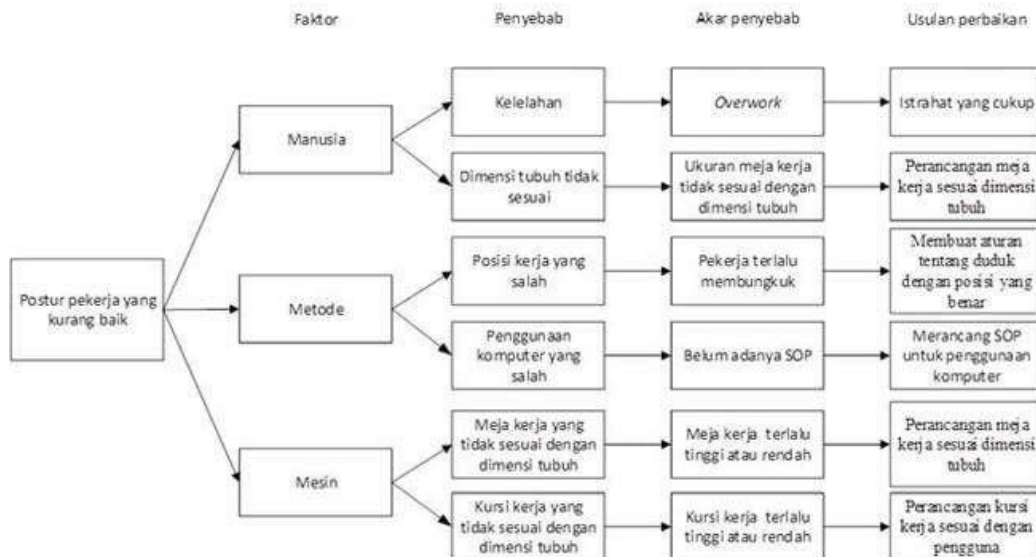 Faktor
Penyebab
Akar penyebab
Usulan perbaikan
Postur pekerja yang
kurang baik
Manusia
Kelelahan
Overwork
Istrahat yang cukup
Dimensi tubuh tidak
sesuai
Ukuran meja kerja
tidak sesuai dengan
dimensi tubuh
Perancangan meja
kerja sesuai dimensi
tubuh
Metode
Posisi kerja yang
salah
Pekerja terlalu
membungkuk
Membuat aturan
tentang duduk
dengan posisi yang
benar
Penggunaan
komputer yang
salah
Belum adanya SOP
Merancang SOP
untuk penggunaan
komputer
Mesin
Meja kerja yang
tidak sesuai dengan
dimensi tubuh
Meja kerja terlalu
tinggi atau rendah
Perancangan meja
kerja sesuai dimensi
tubuh
Kursi kerja yang
tidak sesuai dengan
dimensi tubuh
Kursi kerja terlalu
tinggi atau rendah
Perancangan kursi
kerja sesuai dengan
pengguna